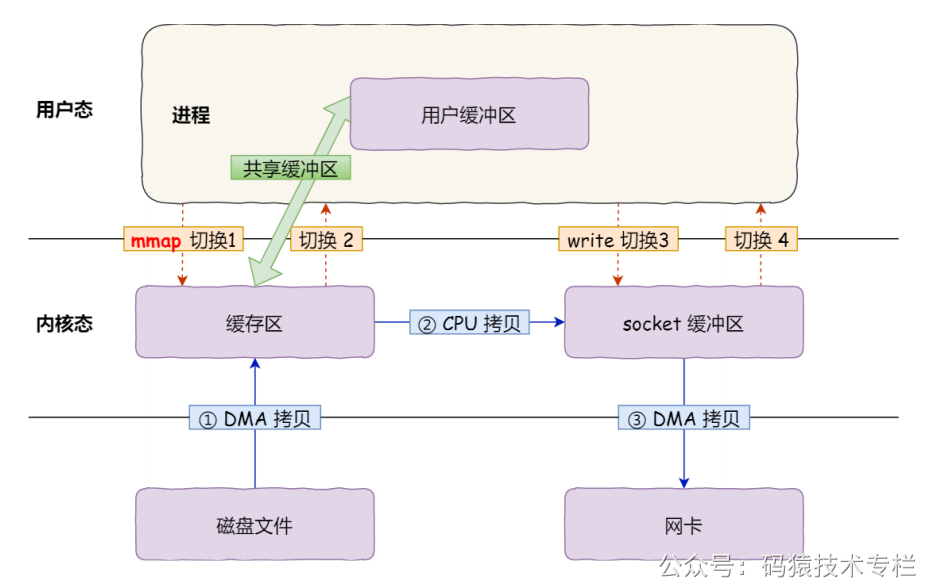 用户态
进程
用户缓冲区
共享缓冲区
mmap 切换1
切换 2
write 切换3
切换 4
内核态
缓存区
② CPU 拷贝
socket 缓冲区
① DMA 拷贝
③ DMA 拷贝
磁盘文件
网卡
公众号：码猿技术专栏